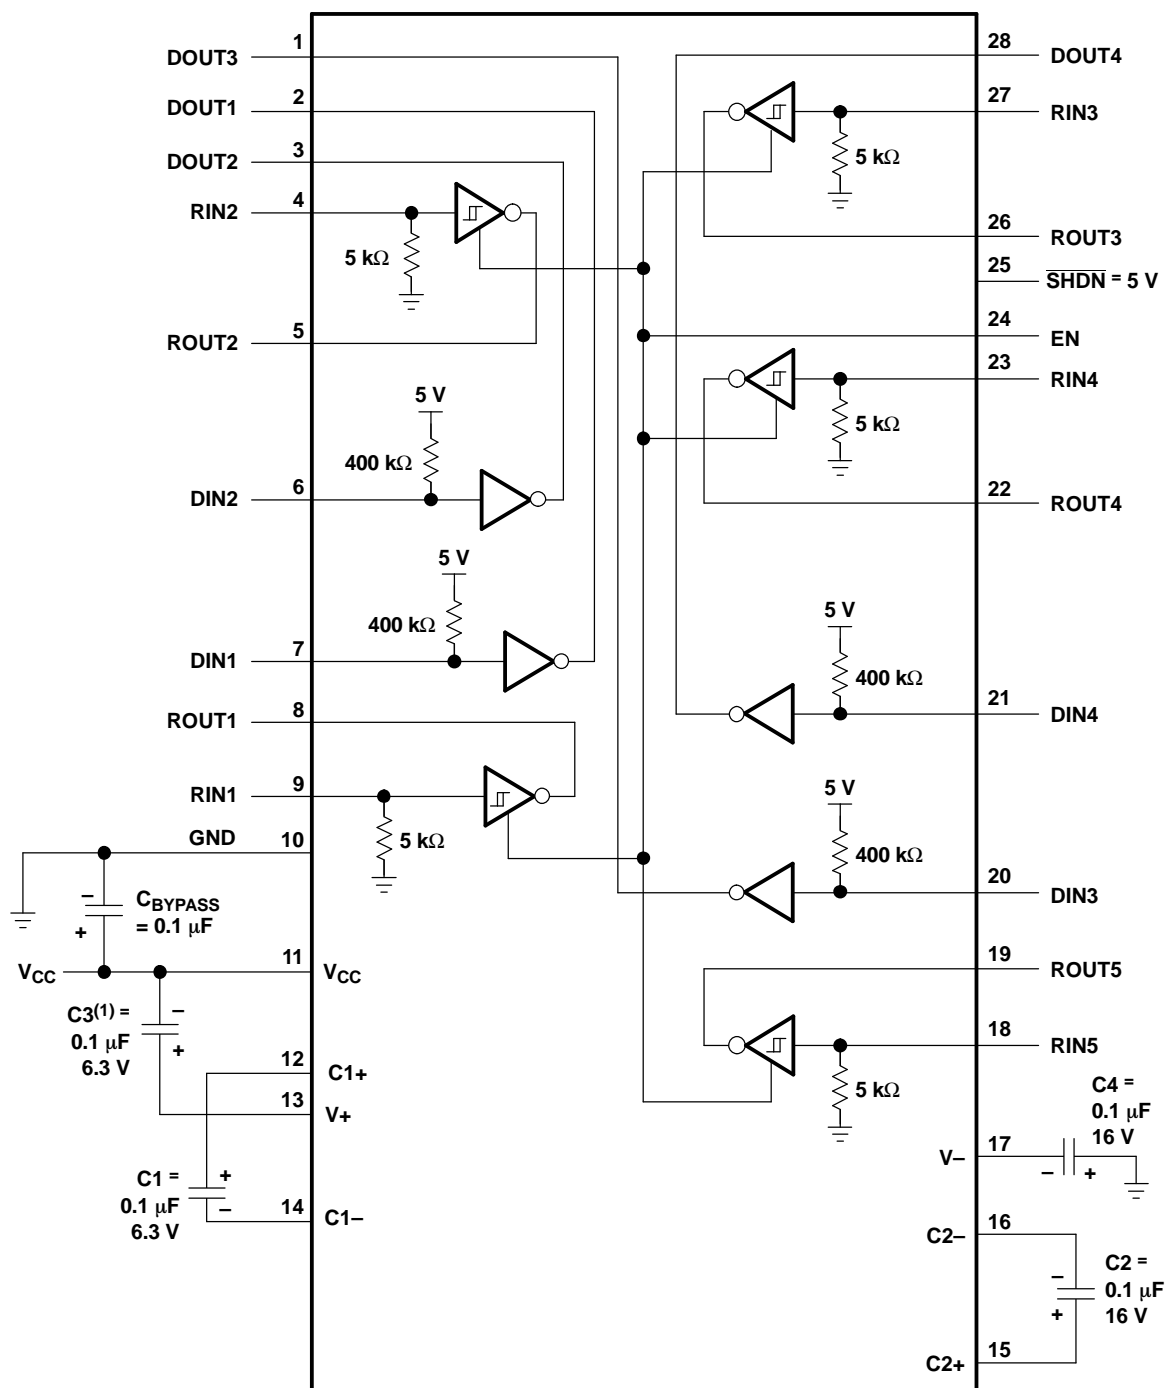 1
DOUT3
2
DOUT1
3
DOUT2
4
RIN2
5 kΩ
5
ROUT2
5 V
400 kΩ
6
DIN2
5 V
400 kΩ
7
DIN1
8
ROUT1
9
RIN1
5 kΩ
GND
10
–
CBYPASS
= 0.1 μF
+
11
VCC
VCC
C3(1) =
0.1 μF
6.3 V
–
+
12
C1+
13
V+
C1 =
0.1 μF
6.3 V
+
–
14
C1–
28
DOUT4
27
RIN3
5 kΩ
26
ROUT3
25
SHDN = 5 V
24
EN
23
RIN4
5 kΩ
22
ROUT4
5 V
400 kΩ
21
DIN4
5 V
400 kΩ
20
DIN3
19
ROUT5
18
RIN5
5 kΩ
C4 =
0.1 μF
16 V
17
V–
–
+
16
C2–
C2 =
0.1 μF
16 V
–
+
15
C2+